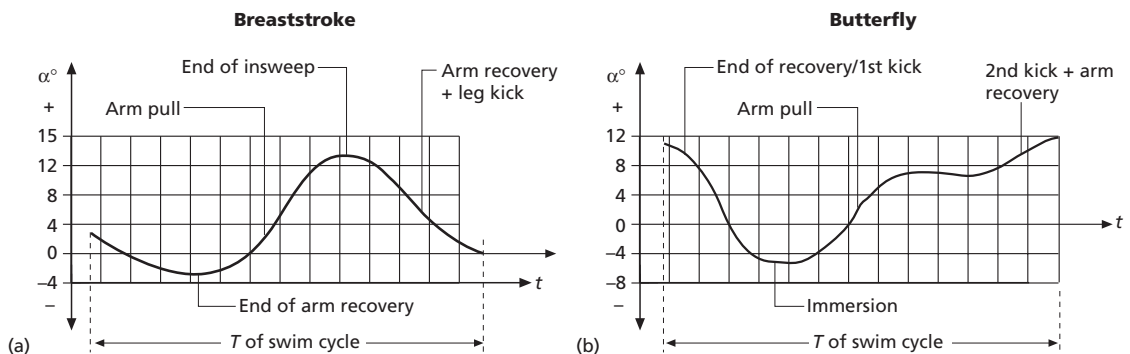 Breaststroke
α°
+
15
12
8
4
0
–4
–
End of insweep
Arm pull
Arm recovery
+ leg kick
End of arm recovery
t
T of swim cycle
(a)
Butterfly
α°
+
12
8
4
0
–4
–8
–
End of recovery/1st kick
Arm pull
2nd kick + arm
recovery
Immersion
t
T of swim cycle
(b)